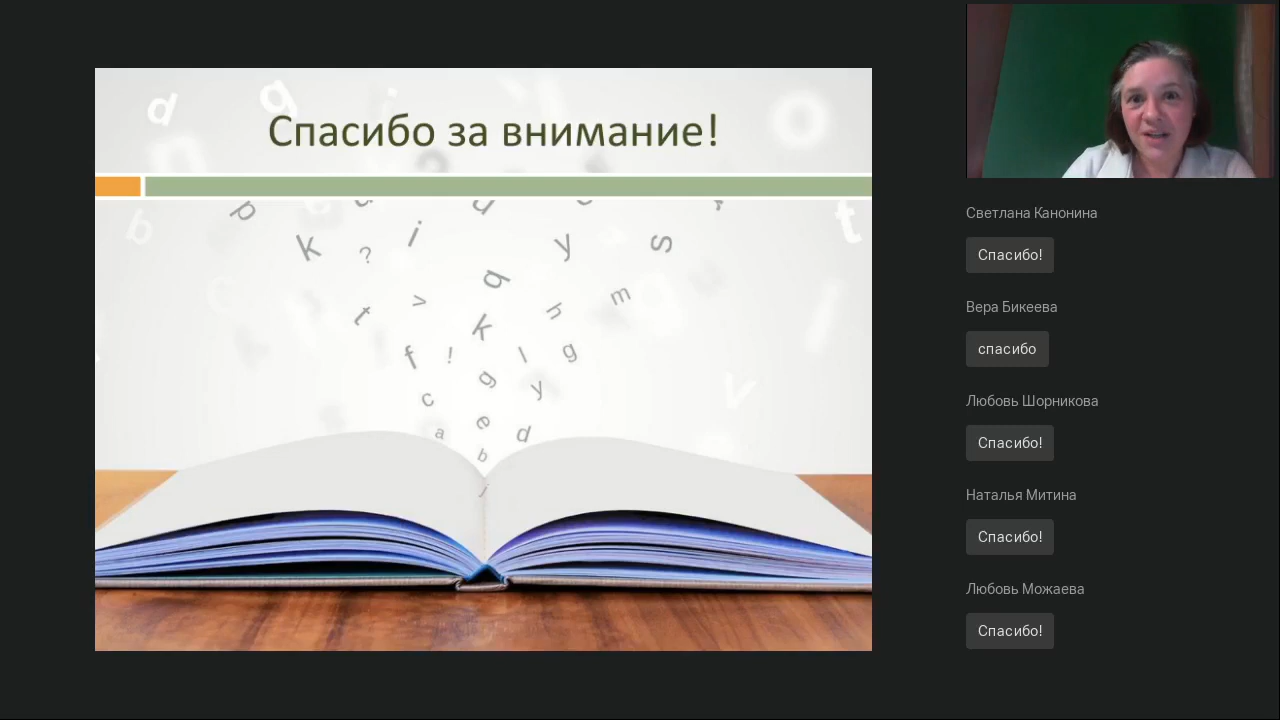 Спасибо за внимание!
Светлана Канонина
Спасибо!
Вера Бикеева
спасибо
Любовь Шорникова
Спасибо!
Наталья Митина
Спасибо!
Любовь Можаева
Спасибо!